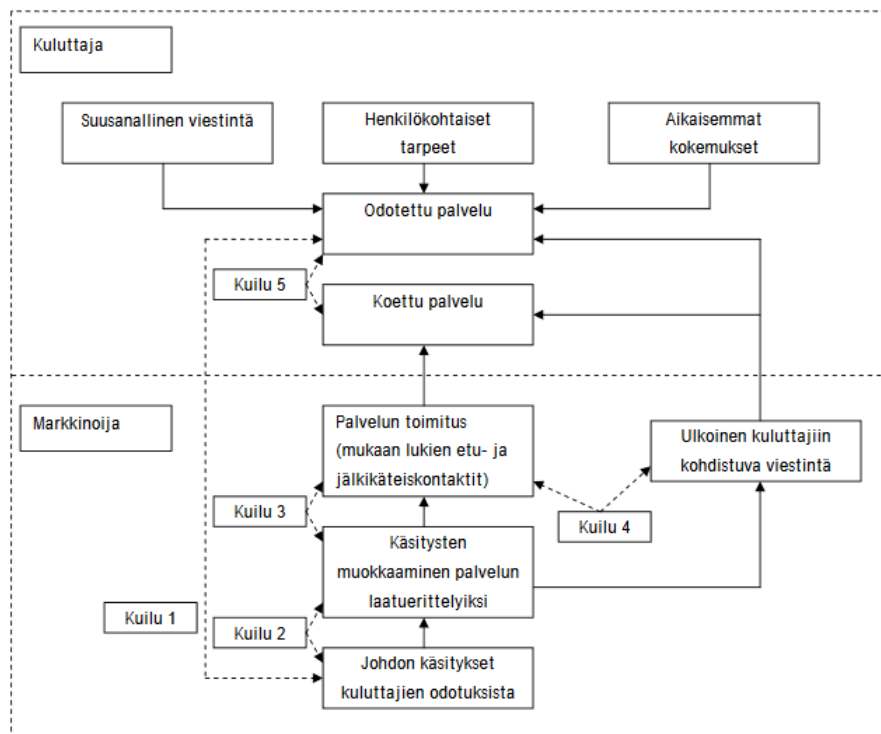 Kuluttaja
Suusanallinen viestintä
Henkilökohtaiset
tarpeet
Aikaisemmat
kokemukset
Odotettu palvelu
Kuilu 5
Koettu palvelu
Markkinoija
Palvelun toimitus
(mukaan lukien etu- ja
jälkikäteiskontaktit)
Ulkoinen kuluttajiin
kohdistuva viestintä
Kuilu 3
Kuilu 4
Käsitysten
muokkaaminen palvelun
laatuerittelyiksi
Kuilu 1
Kuilu 2
Johdon käsitykset
kuluttajien odotuksista